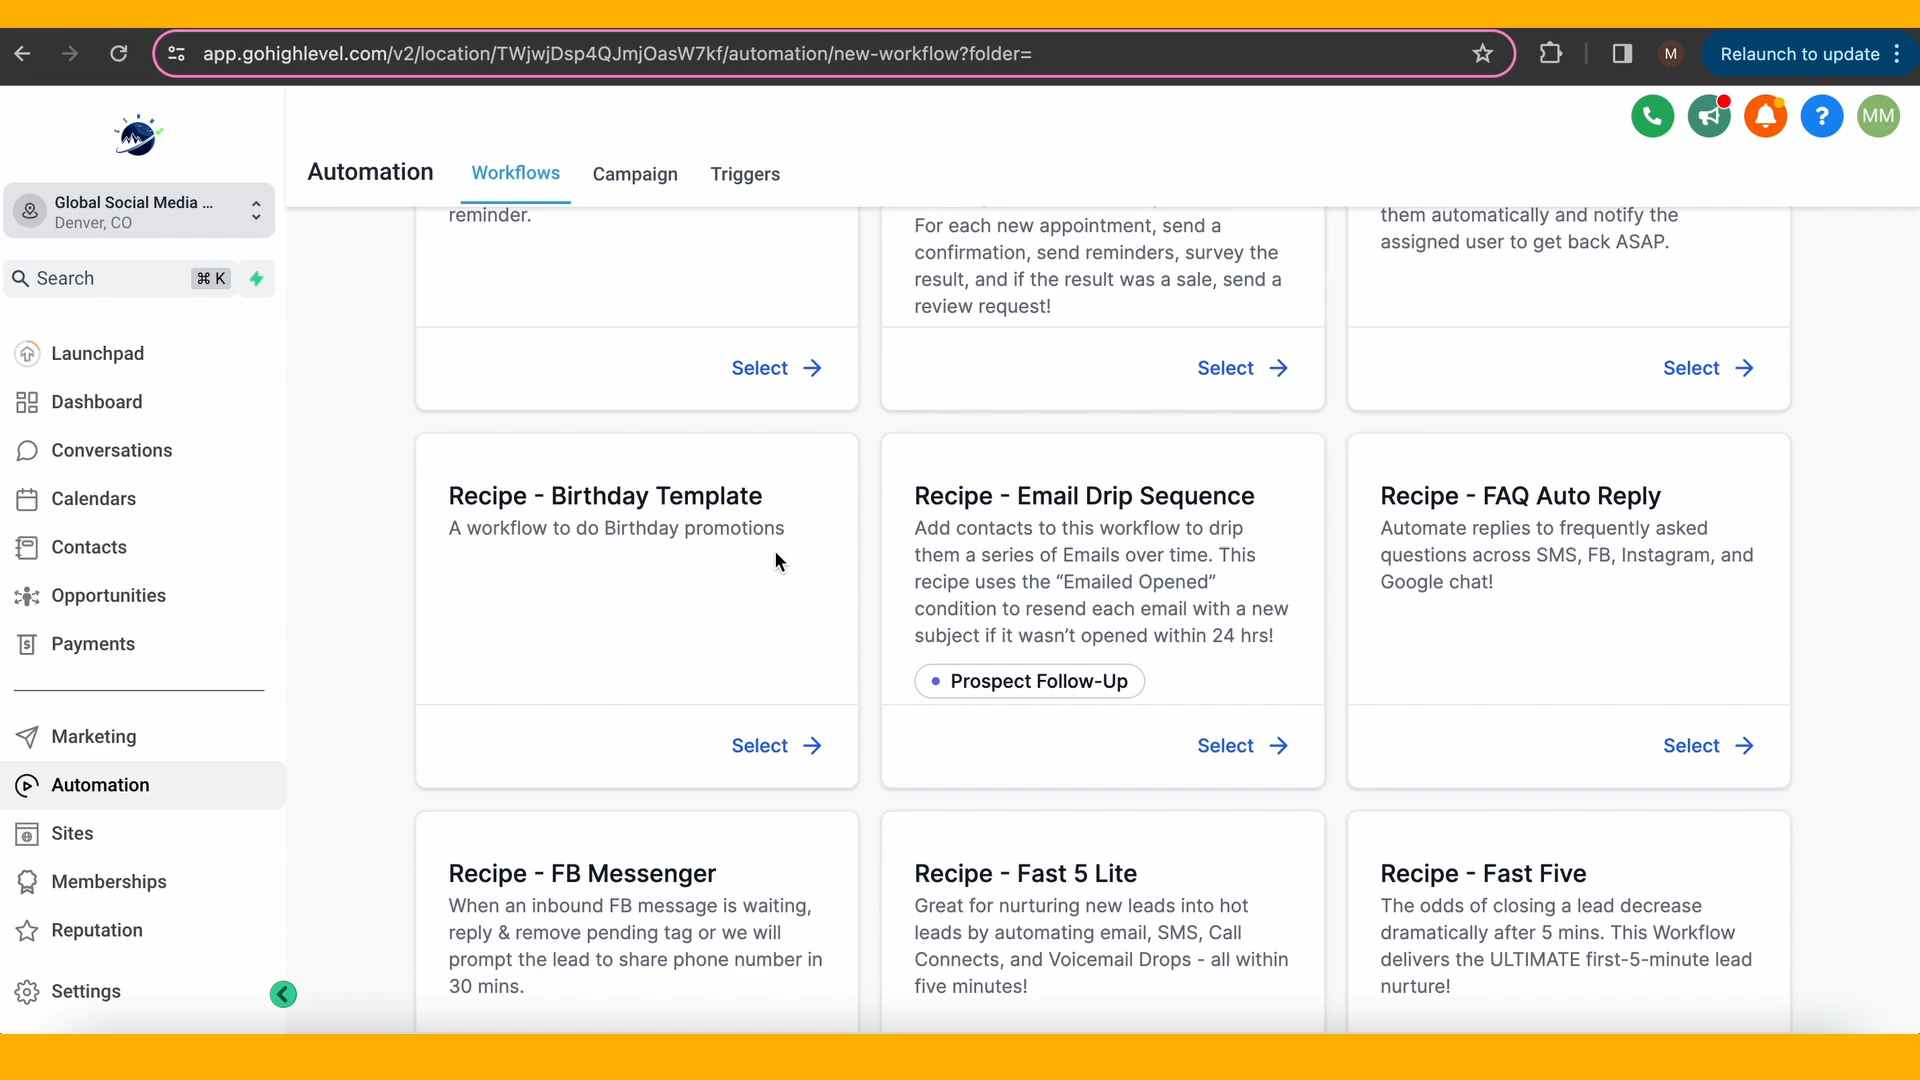 app.gohighlevel.com/v2/location/TWjwjDsp4QJmjOasW7kf/automation/new-workflow?folder=
M
Relaunch to update
MM
Global Social Media ...
Denver, CO
Search
⌘ K
Launchpad
Dashboard
Conversations
Calendars
Contacts
Opportunities
Payments
Marketing
Automation
Sites
Memberships
Reputation
Settings
Automation
Workflows
Campaign
Triggers
reminder.
Select
For each new appointment, send a
confirmation, send reminders, survey the
result, and if the result was a sale, send a
review request!
Select
them automatically and notify the
assigned user to get back ASAP.
Select
Recipe - Birthday Template
A workflow to do Birthday promotions
Select
Recipe - Email Drip Sequence
Add contacts to this workflow to drip
them a series of Emails over time. This
recipe uses the “Emailed Opened”
condition to resend each email with a new
subject if it wasn’t opened within 24 hrs!
Prospect Follow-Up
Select
Recipe - FAQ Auto Reply
Automate replies to frequently asked
questions across SMS, FB, Instagram, and
Google chat!
Select
Recipe - FB Messenger
When an inbound FB message is waiting,
reply & remove pending tag or we will
prompt the lead to share phone number in
30 mins.
Recipe - Fast 5 Lite
Great for nurturing new leads into hot
leads by automating email, SMS, Call
Connects, and Voicemail Drops - all within
five minutes!
Recipe - Fast Five
The odds of closing a lead decrease
dramatically after 5 mins. This Workflow
delivers the ULTIMATE first-5-minute lead
nurture!